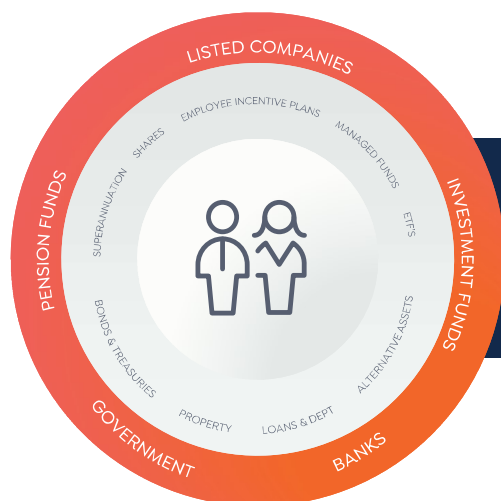 LISTED COMPANIES
INVESTMENT FUNDS
BANKS
GOVERNMENT
PENSION FUNDS
EMPLOYEE INCENTIVE PLANS
MANAGED FUNDS
ETF'S
ALTERNATIVE ASSETS
LOANS & DEPT
PROPERTY
BONDS & TREASURIES
SUPERANNUATION
SHARES